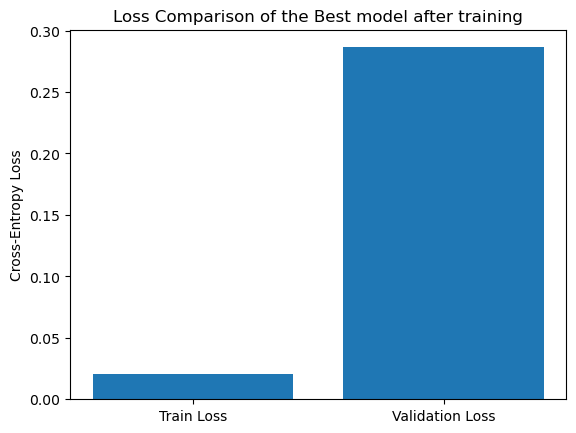 Loss Comparison of the Best model after training
Cross-Entropy Loss
0.30
0.25
0.20
0.15
0.10
0.05
0.00
Train Loss
Validation Loss